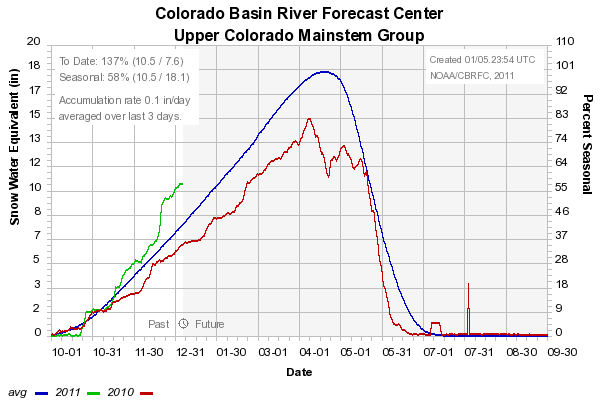 Colorado Basin River Forecast Center
Upper Colorado Mainstem Group
To Date: 137% (10.5 / 7.6)
Seasonal: 58% (10.5 / 18.1)
Accumulation rate 0.1 in/day
averaged over last 3 days.
Created 01/05.23:54 UTC
NOAA/CBRFC, 2011
Snow Water Equivalent (in)
20
18
17
15
13
12
10
8
7
5
3
2
0
Percent Seasonal
110
101
92
83
74
64
55
46
37
28
18
9
0
Past
Future
10-01 10-31 11-30 12-31 01-30 03-01 04-01 05-01 05-31 07-01 07-31 08-30 09-30
Date
avg 2011 2010